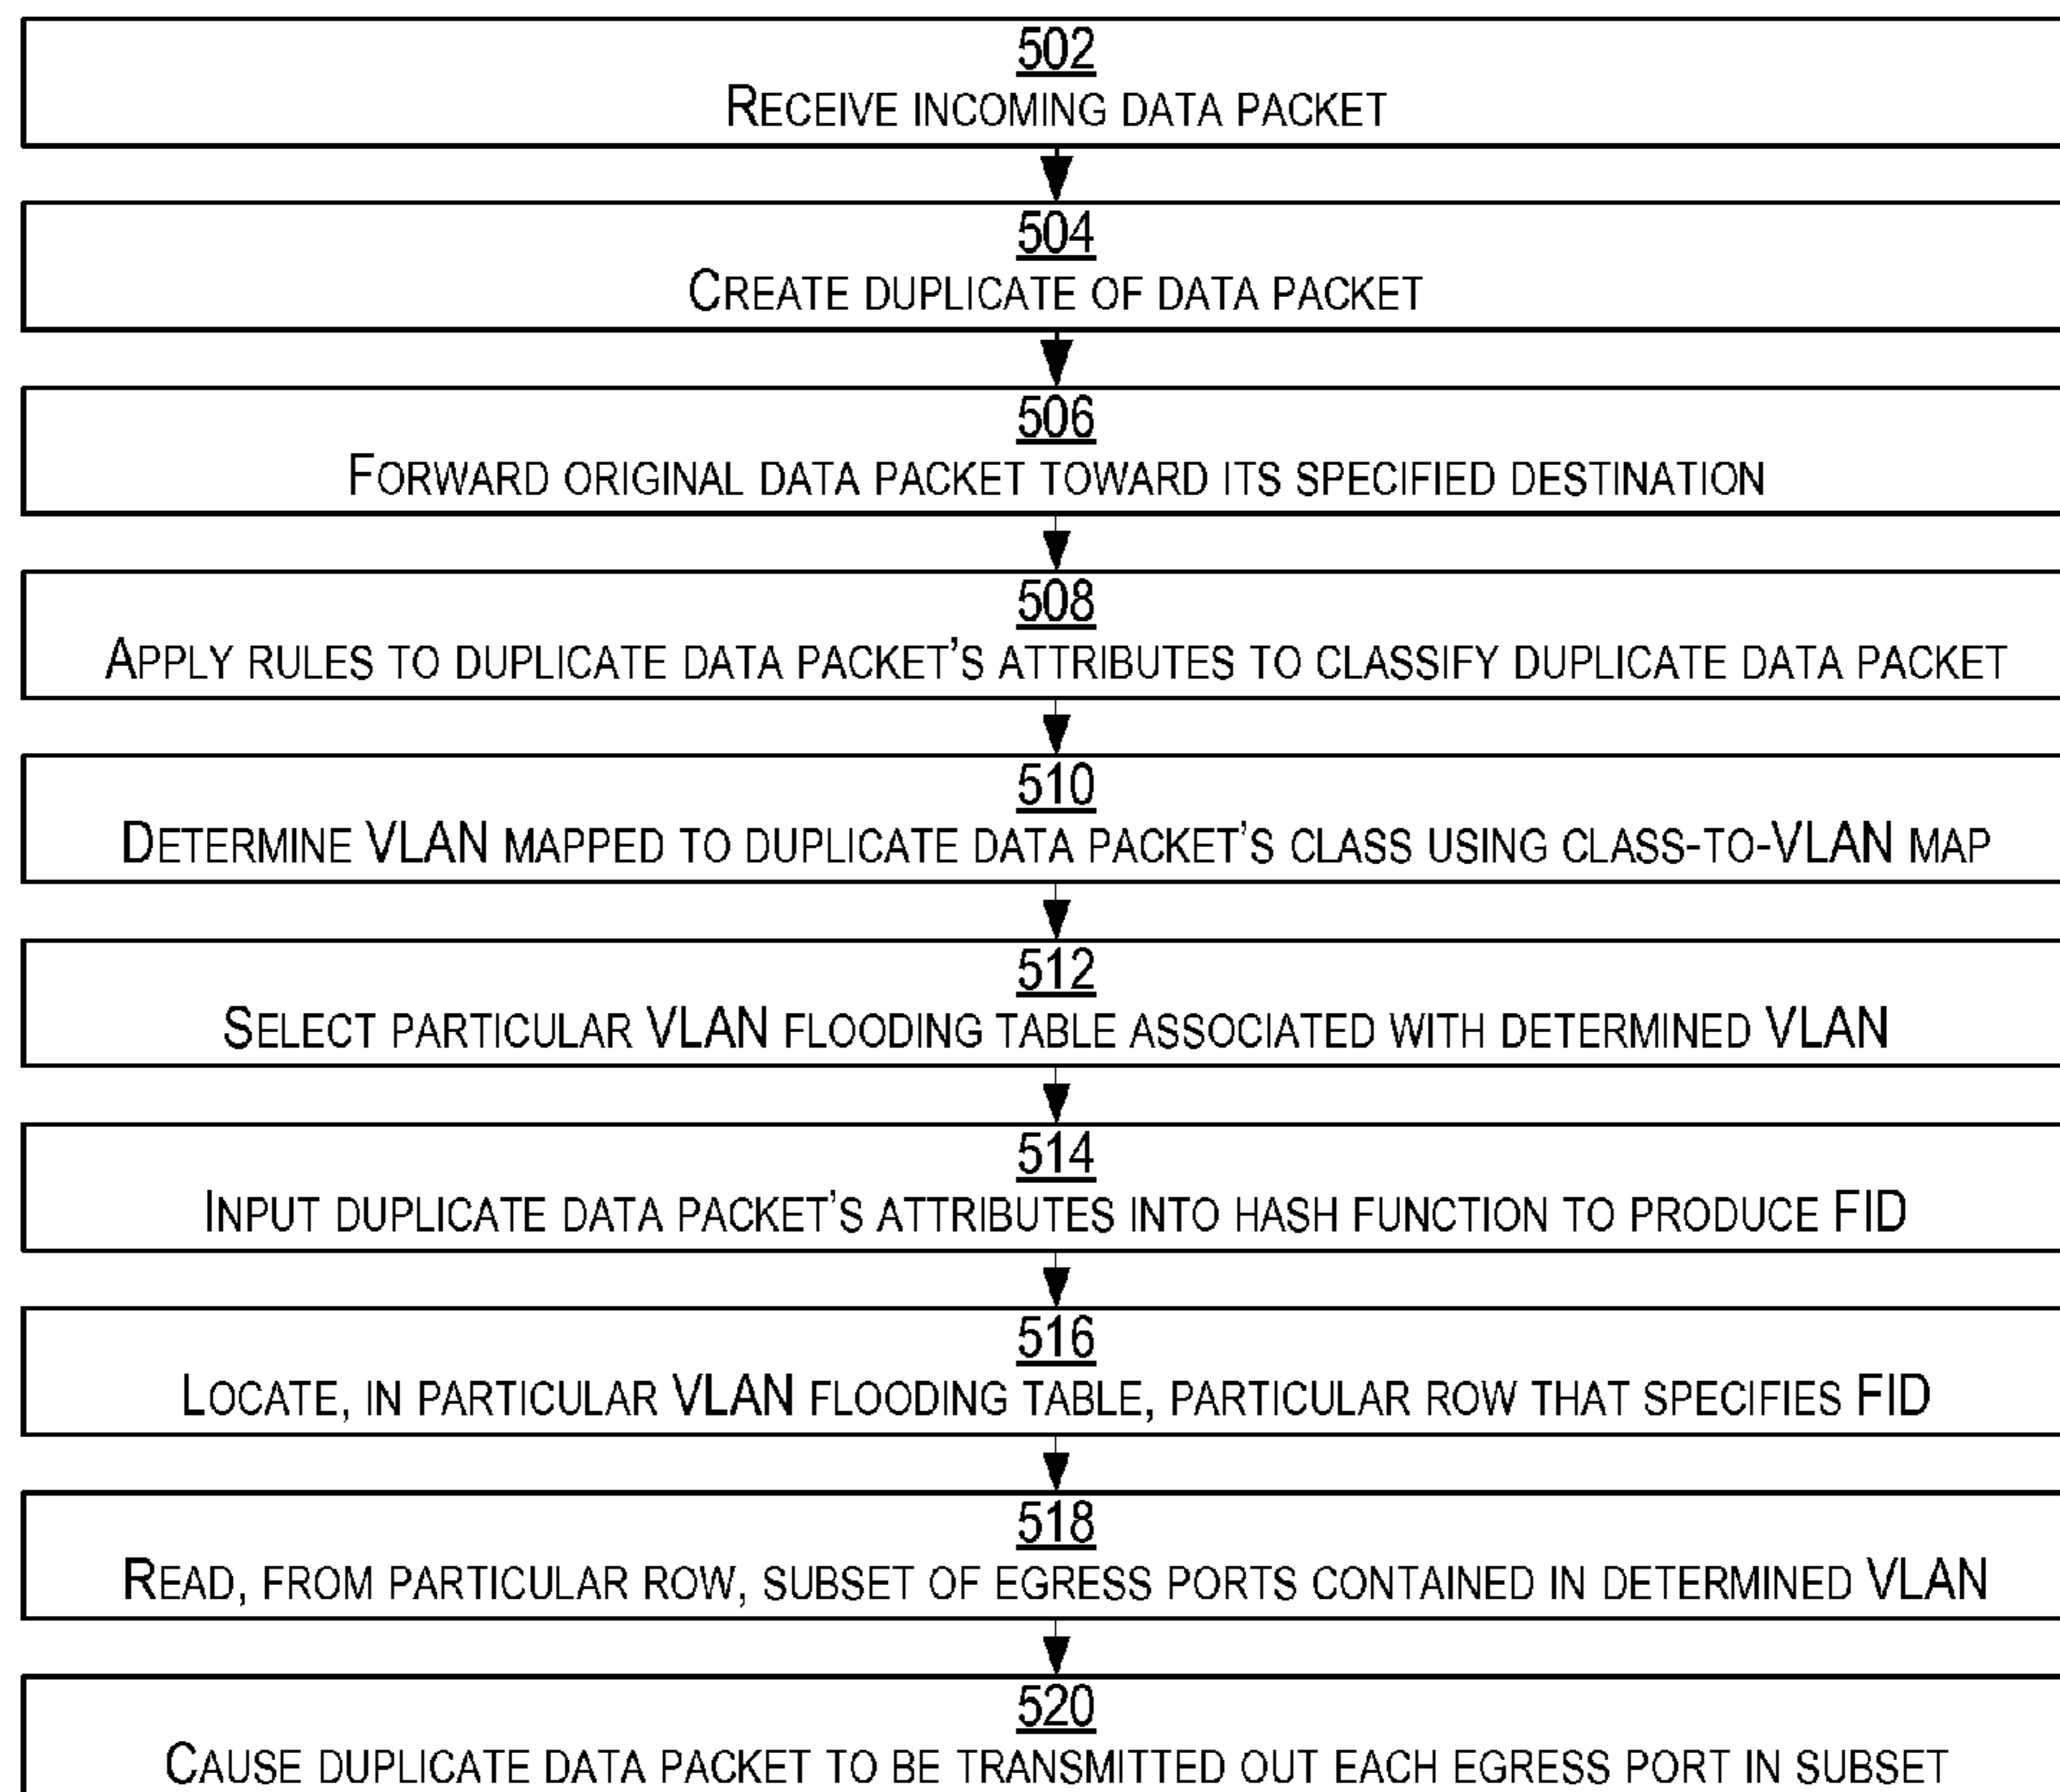 502
Receive incoming data packet
504
Create duplicate of data packet
506
Forward original data packet toward its specified destination
508
Apply rules to duplicate data packet's attributes to classify duplicate data packet
510
Determine VLAN mapped to duplicate data packet's class using class-to-VLAN map
512
Select particular VLAN flooding table associated with determined VLAN
514
Input duplicate data packet's attributes into hash function to produce FID
516
Locate, in particular VLAN flooding table, particular row that specifies FID
518
Read, from particular row, subset of egress ports contained in determined VLAN
520
Cause duplicate data packet to be transmitted out each egress port in subset